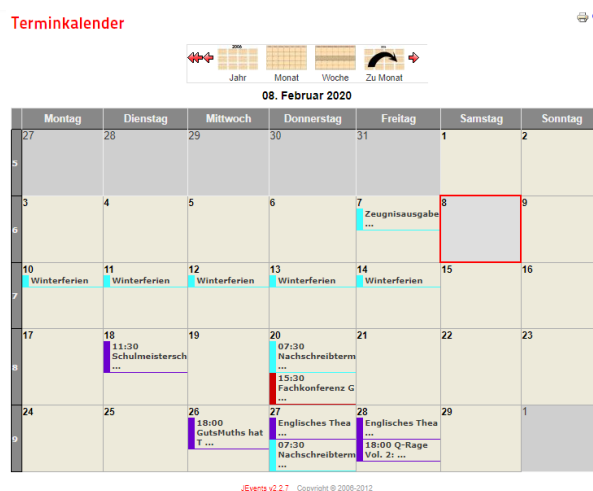 Terminkalender
2006
Jahr Monat Woche Zu Monat
08. Februar 2020
Montag Dienstag Mittwoch Donnerstag Freitag Samstag Sonntag
5 27 28 29 30 31 1 2
6 3 4 5 6 7 8 9
Zeugnisausgabe
...
7 10 11 12 13 14 15 16
Winterferien Winterferien Winterferien Winterferien Winterferien
8 17 18 19 20 21 22 23
11:30
Schulmeistersch
...
07:30
Nachschreibterm
...
15:30
Fachkonferenz G
...
9 24 25 26 27 28 29 1
18:00
GutsMuths hat
T ...
Englisches Thea
...
07:30
Nachschreibterm
...
Englisches Thea
...
18:00 Q-Rage
Vol. 2: ...
JEvents v2.2.7 Copyright © 2006-2012